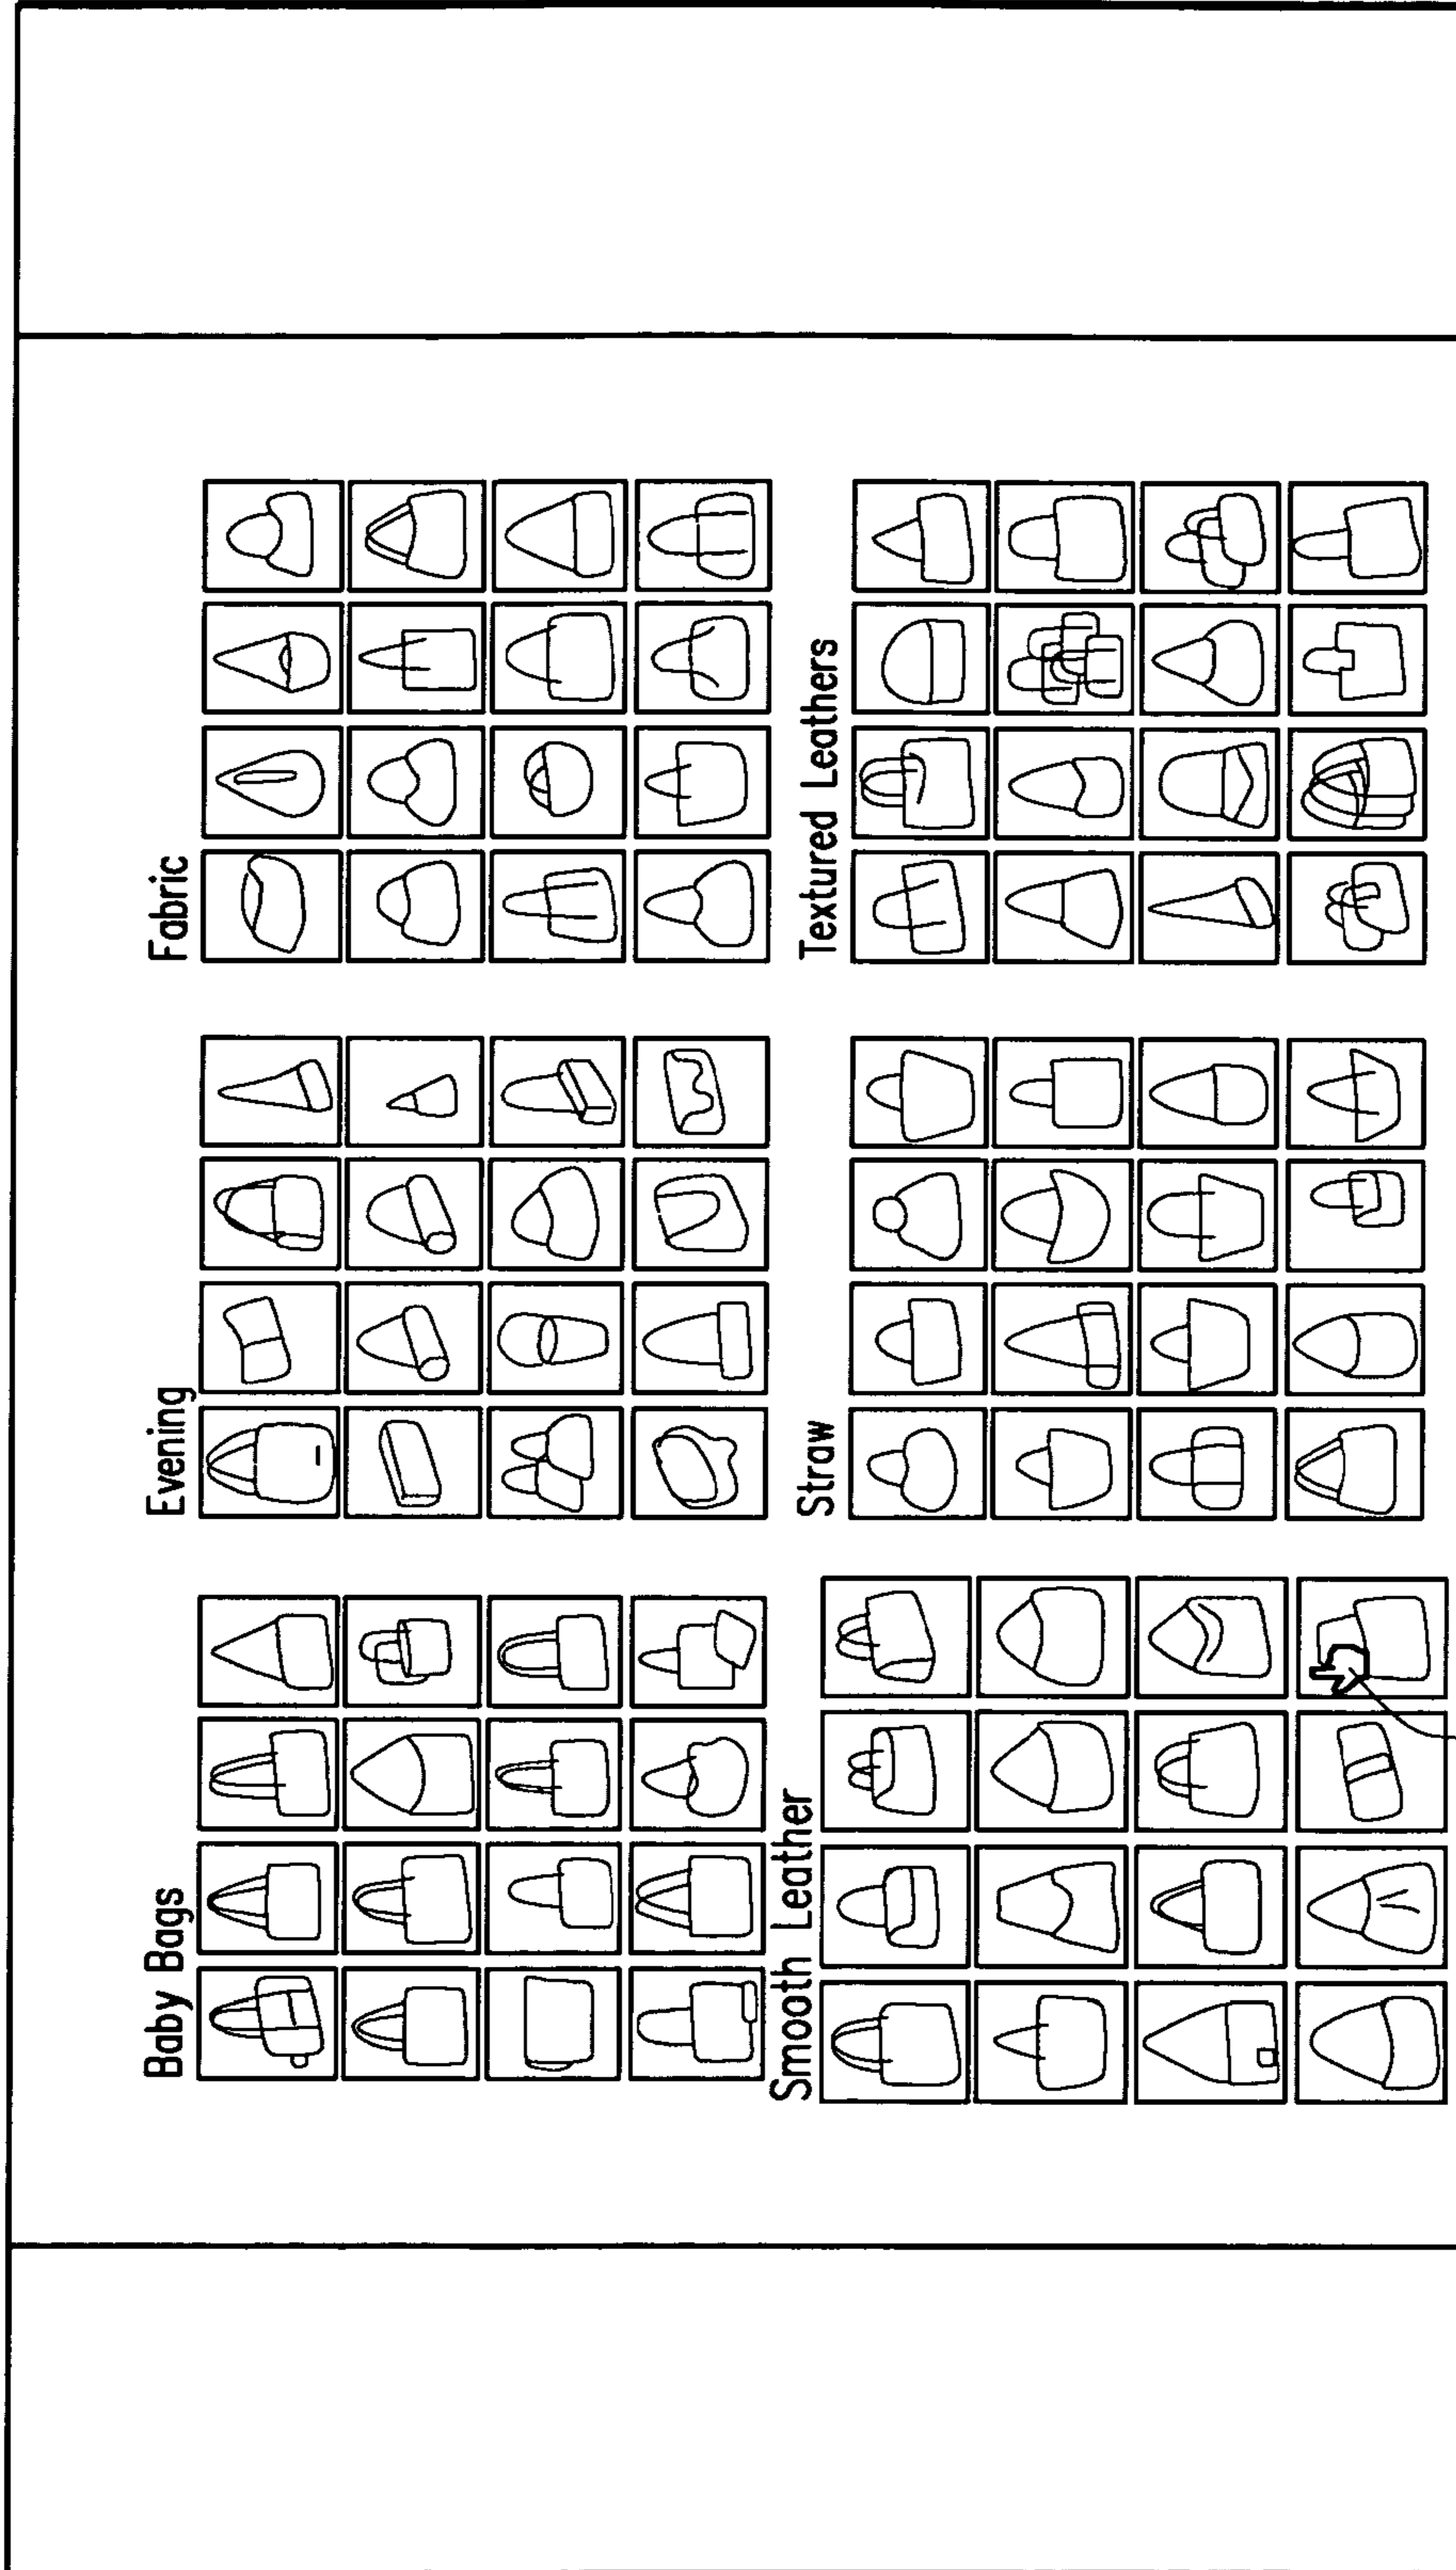 Baby Bags
Evening
Fabric
Smooth Leather
Straw
Textured Leathers